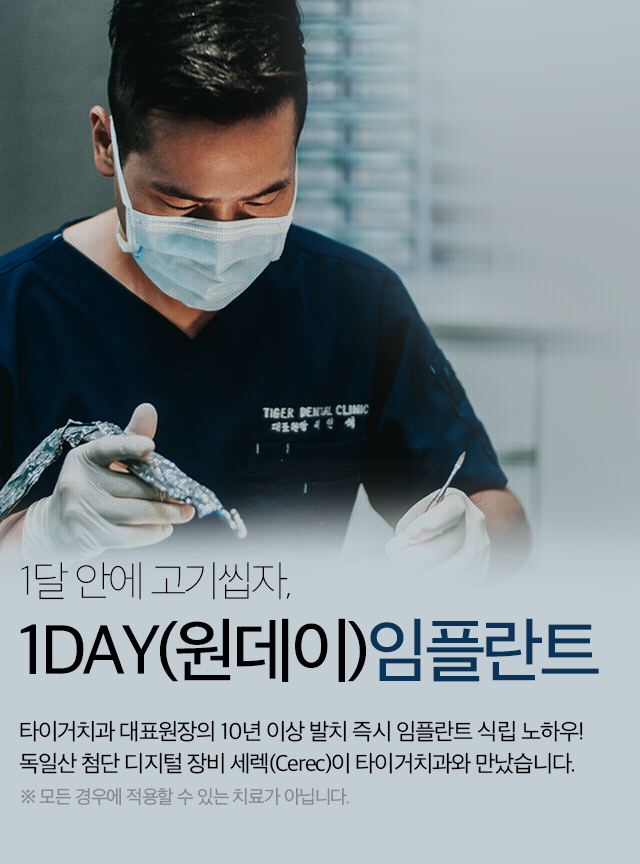 TIGER DENTAL CLINIC
대표원장
1달 안에 고기씹자,
1DAY(원데이)임플란트
타이거치과 대표원장의 10년 이상 발치 즉시 임플란트 식립 노하우!
독일산 첨단 디지털 장비 세렉(Cerec)이 타이거치과와 만났습니다.
※ 모든 경우에 적용할 수 있는 치료가 아닙니다.